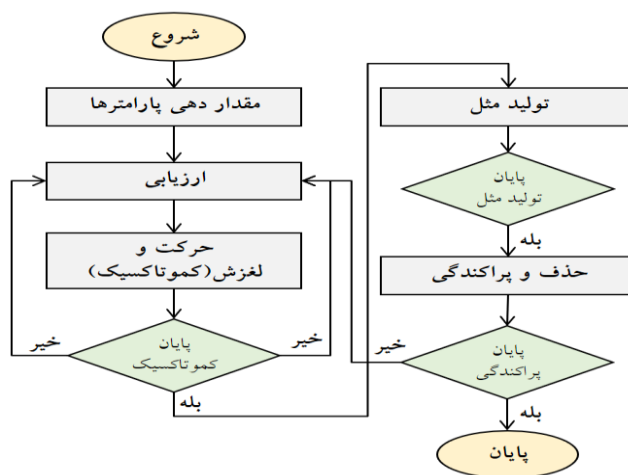 شروع
مقدار دهی پارامترها
ارزیابی
حرکت و
لغزش(کموتاکسیک)
خیر
پایان
کموتاکسیک
خیر
بله
تولید مثل
پایان
تولید مثل
بله
حذف و پراکندگی
خیر
پایان
پراکندگی
بله
پایان